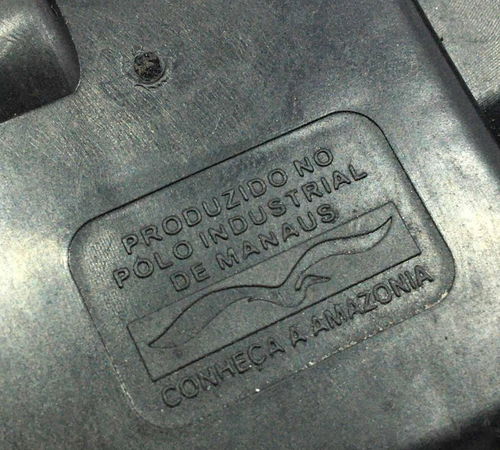 PRODUZIDO NO
POLO INDUSTRIAL
DE MANAUS
CONHEÇA A AMAZONIA